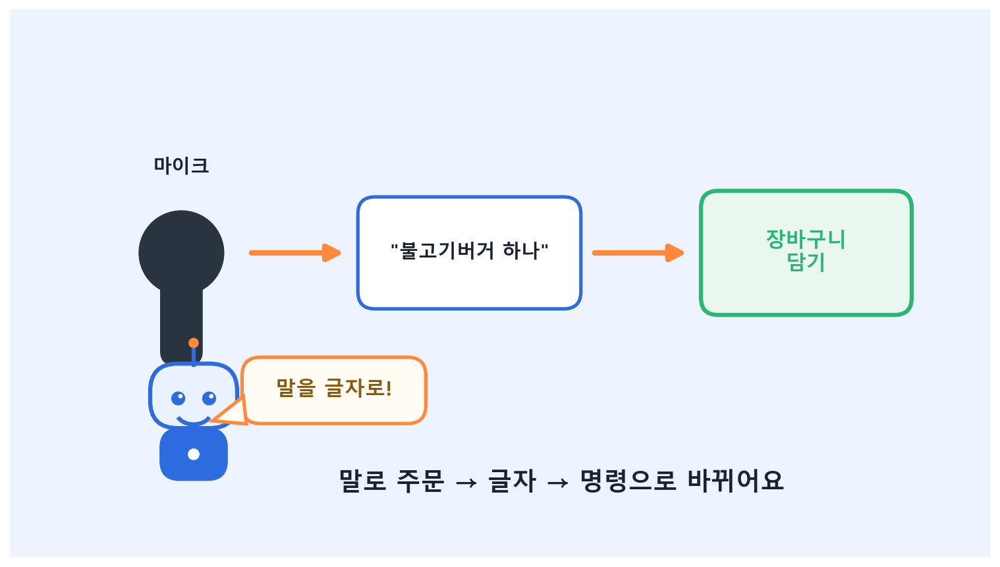 마이크
"불고기버거 하나"
장바구니
담기
말을 글자로!
말로 주문 → 글자 → 명령으로 바뀌어요